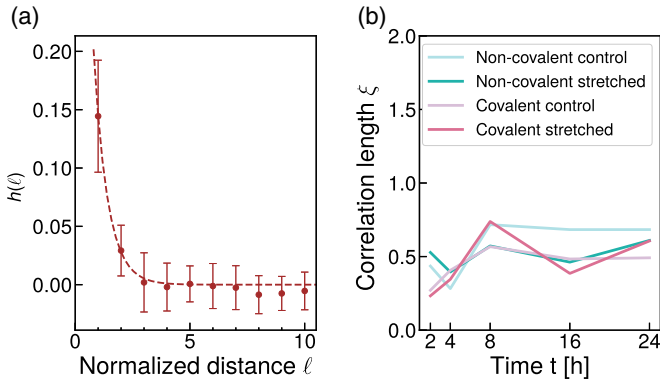 (a)
0.20
0.15
0.10
0.05
0.00
h(ℓ)
0 5 10
Normalized distance ℓ
(b)
2.0
1.5
1.0
0.5
0.0
Correlation length ξ
Non-covalent control
Non-covalent stretched
Covalent control
Covalent stretched
2 4 8 16 24
Time t [h]